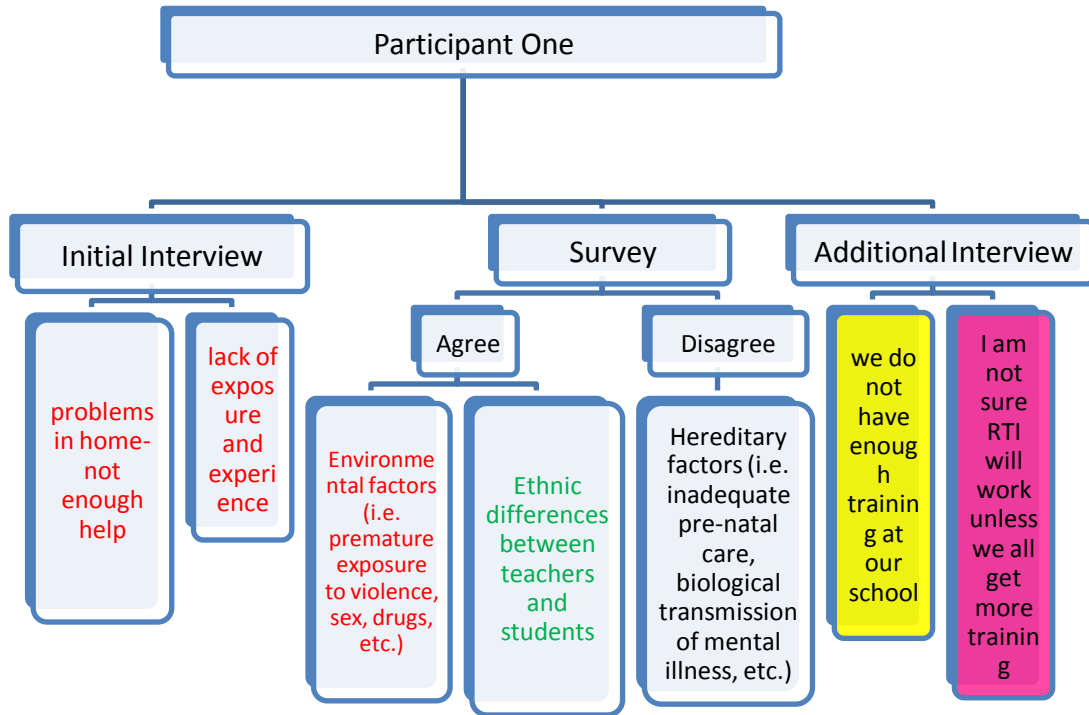 Participant One
Initial Interview
Survey
Additional Interview
problems
in home-
not
enough
help
lack of
expos
ure
and
experi
ence
Agree
Disagree
Environme
ntal factors
(i.e.
premature
exposure
to violence,
sex, drugs,
etc.)
Ethnic
differences
between
teachers
and
students
Hereditary
factors (i.e.
inadequate
pre-natal
care,
biological
transmission
of mental
illness, etc.)
we do
not
have
enoug
h
trainin
g at
our
school
I am
not
sure
RTI
will
work
unless
we all
get
more
trainin
g